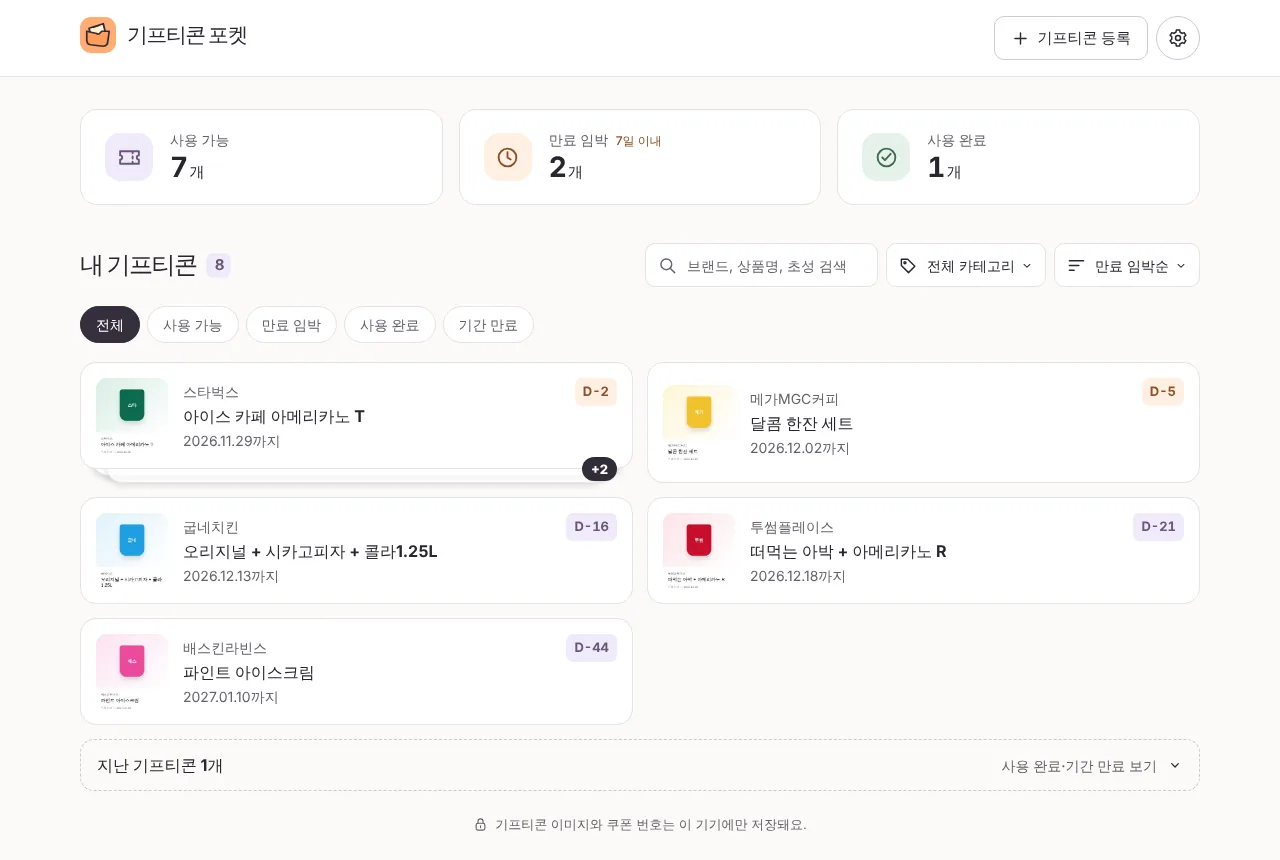 기프티콘 포켓
기프티콘 등록
사용 가능
7개
만료 임박 7일 이내
2개
사용 완료
1개
내 기프티콘 8
브랜드, 상품명, 초성 검색
전체 카테고리
만료 임박순
전체
사용 가능
만료 임박
사용 완료
기간 만료
스타벅스
아이스 카페 아메리카노 T
2026.11.29까지
D-2
+2
메가MGC커피
달콤 한잔 세트
2026.12.02까지
D-5
굽네치킨
오리지널 + 시카고피자 + 콜라1.25L
2026.12.13까지
D-16
투썸플레이스
떠먹는 아박 + 아메리카노 R
2026.12.18까지
D-21
배스킨라빈스
파인트 아이스크림
2027.01.10까지
D-44
지난 기프티콘 1개
사용 완료·기간 만료 보기
기프티콘 이미지와 쿠폰 번호는 이 기기에만 저장돼요.